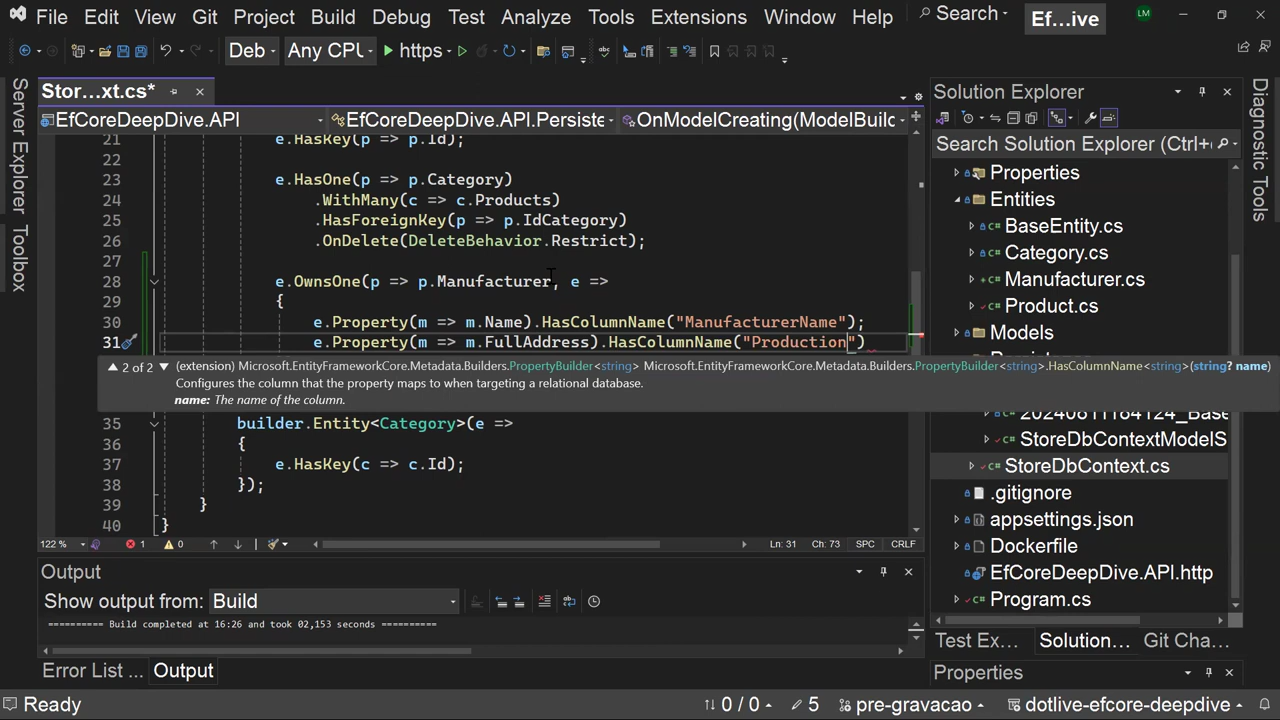 File Edit View Git Project Build Debug Test Analyze Tools Extensions Window Help Search Ef...ive LM
Deb Any CPU https
Stor...xt.cs*
EfCoreDeepDive.API EfCoreDeepDive.API.Persiste OnModelCreating(ModelBuilc
21 e.HasKey(p => p.Id);
22
23 e.HasOne(p => p.Category)
24 .WithMany(c => c.Products)
25 .HasForeignKey(p => p.IdCategory)
26 .OnDelete(DeleteBehavior.Restrict);
27
28 e.OwnsOne(p => p.Manufacturer, e =>
29 {
30 e.Property(m => m.Name).HasColumnName("ManufacturerName");
31 e.Property(m => m.FullAddress).HasColumnName("Production")
2 of 2 (extension) Microsoft.EntityFrameworkCore.Metadata.Builders.PropertyBuilder<string> Microsoft.EntityFrameworkCore.Metadata.Builders.PropertyBuilder<string>.HasColumnName<string>(string? name)
Configures the column that the property maps to when targeting a relational database.
name: The name of the column.
35 builder.Entity<Category>(e =>
36 {
37 e.HasKey(c => c.Id);
38 });
39 }
40 }
122 % 1 0 Ln: 31 Ch: 73 SPC CRLF
Output
Show output from: Build
========== Build completed at 16:26 and took 02,153 seconds ==========
Error List ... Output
Server Explorer
Toolbox
Solution Explorer
Search Solution Explorer (Ctrl+
Properties
Entities
BaseEntity.cs
Category.cs
Manufacturer.cs
Product.cs
Models
StoreDbContextModelS
StoreDbContext.cs
.gitignore
appsettings.json
Dockerfile
EfCoreDeepDive.API.http
Program.cs
Test Ex... Solution... Git Cha...
Properties
Diagnostic Tools
Ready 0 / 0 5 pre-gravacao dotlive-efcore-deepdive